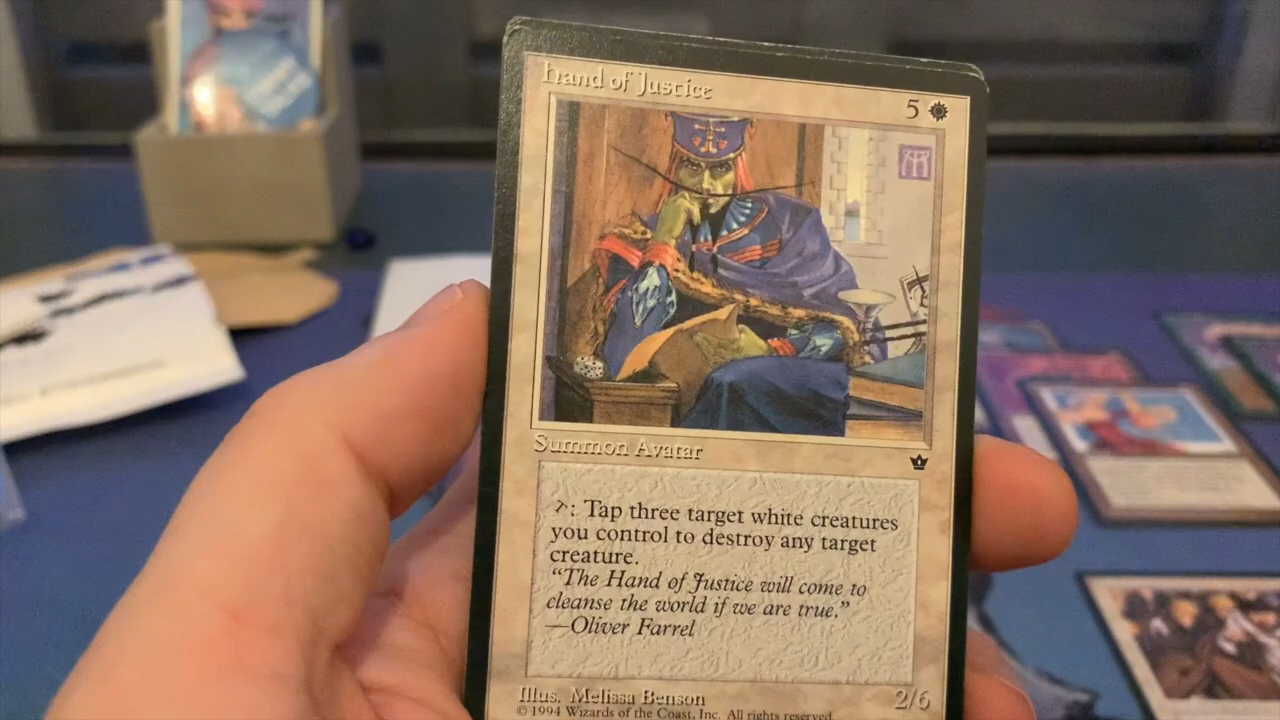 Hand of Justice
5
Summon Avatar
T: Tap three target white creatures
you control to destroy any target
creature.
"The Hand of Justice will come to
cleanse the world if we are true."
—Oliver Farrel
Illus. Melissa Benson
2/6
© 1994 Wizards of the Coast, Inc. All rights reserved.